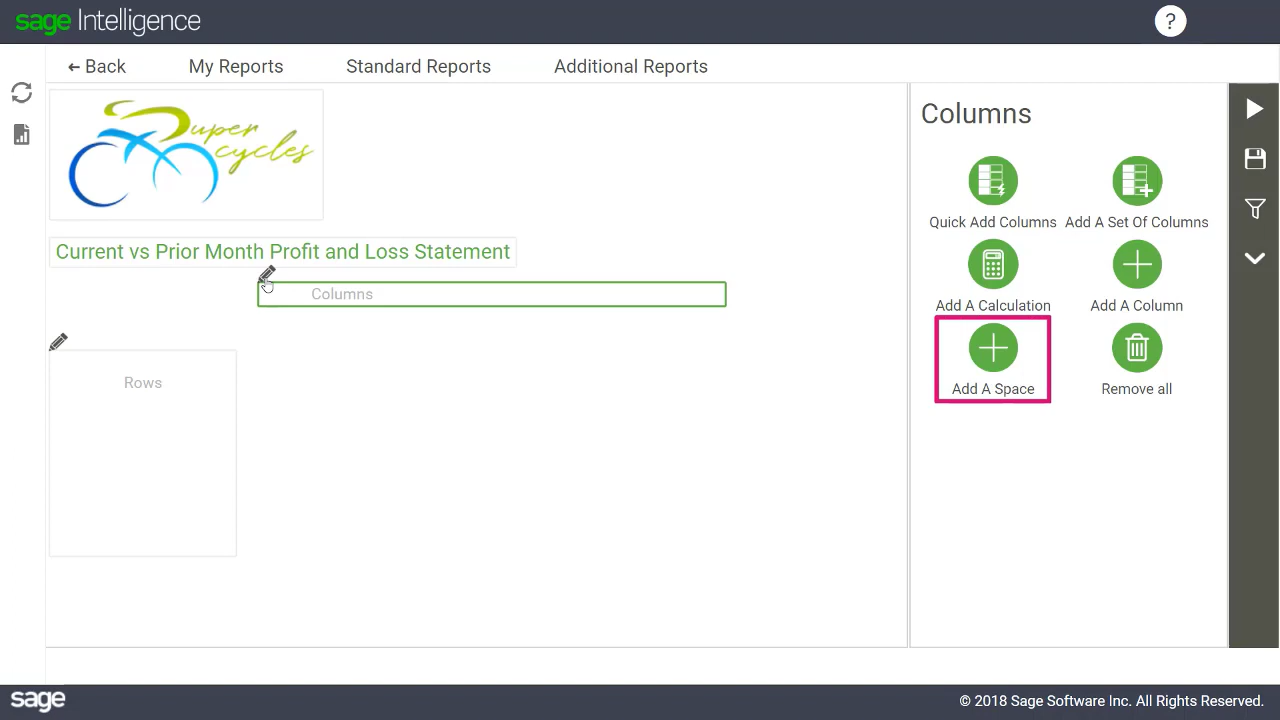 sage Intelligence
?
← Back
My Reports
Standard Reports
Additional Reports
Super
cycles
Current vs Prior Month Profit and Loss Statement
Columns
Rows
Columns
Quick Add Columns
Add A Set Of Columns
Add A Calculation
Add A Column
Add A Space
Remove all
sage
© 2018 Sage Software Inc. All Rights Reserved.